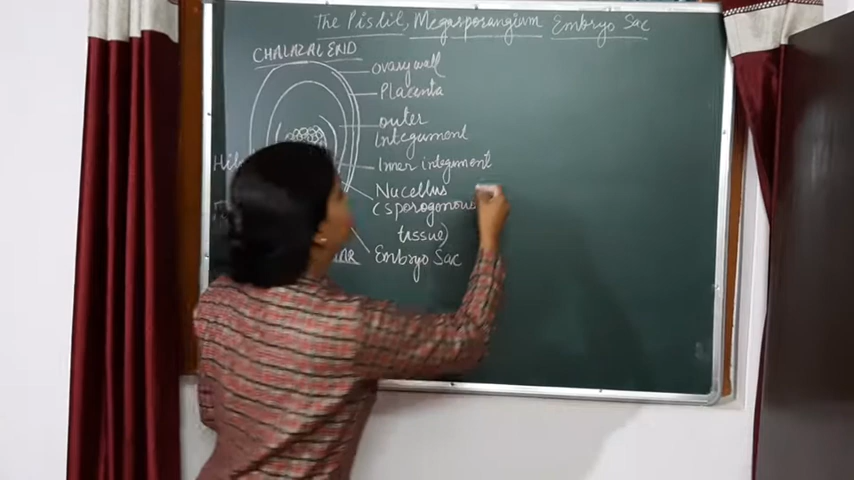 The Pistil, Megasporangium Embryo Sac
CHALAZAL END
ovary wall
Placenta
outer
Integument
Inner integument
Nucellus
(sporogonous
tissue)
Embryo Sac